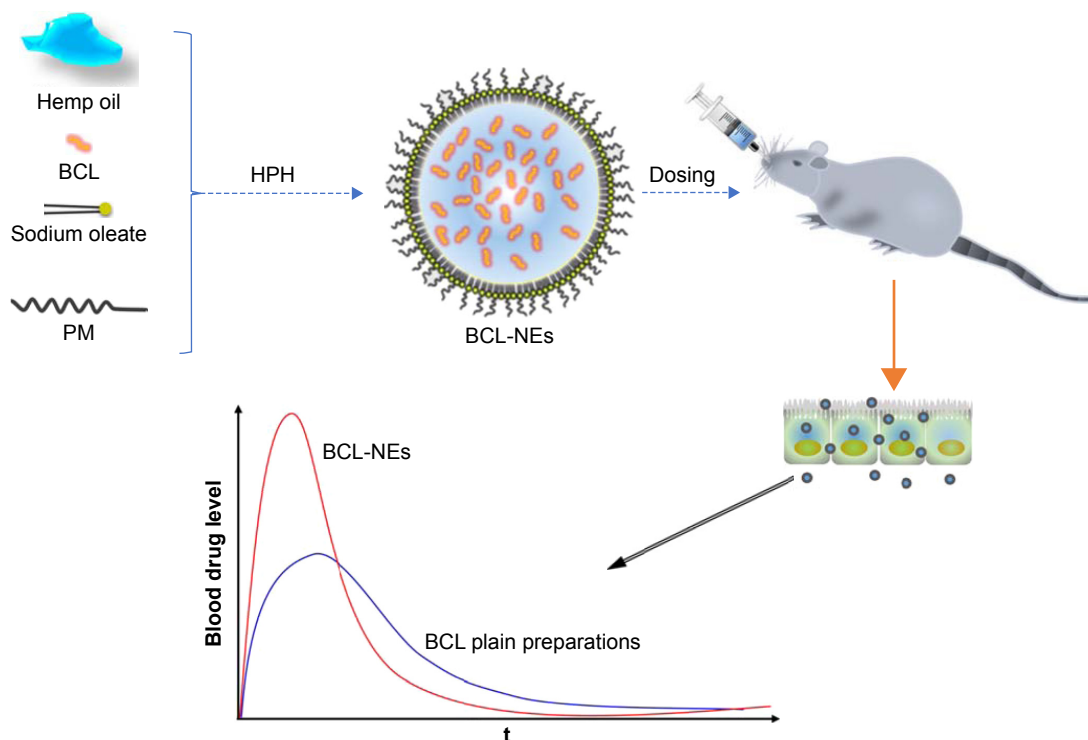 Hemp oil
BCL
Sodium oleate
PM
HPH
BCL-NEs
Dosing
BCL-NEs
BCL plain preparations
Blood drug level
t